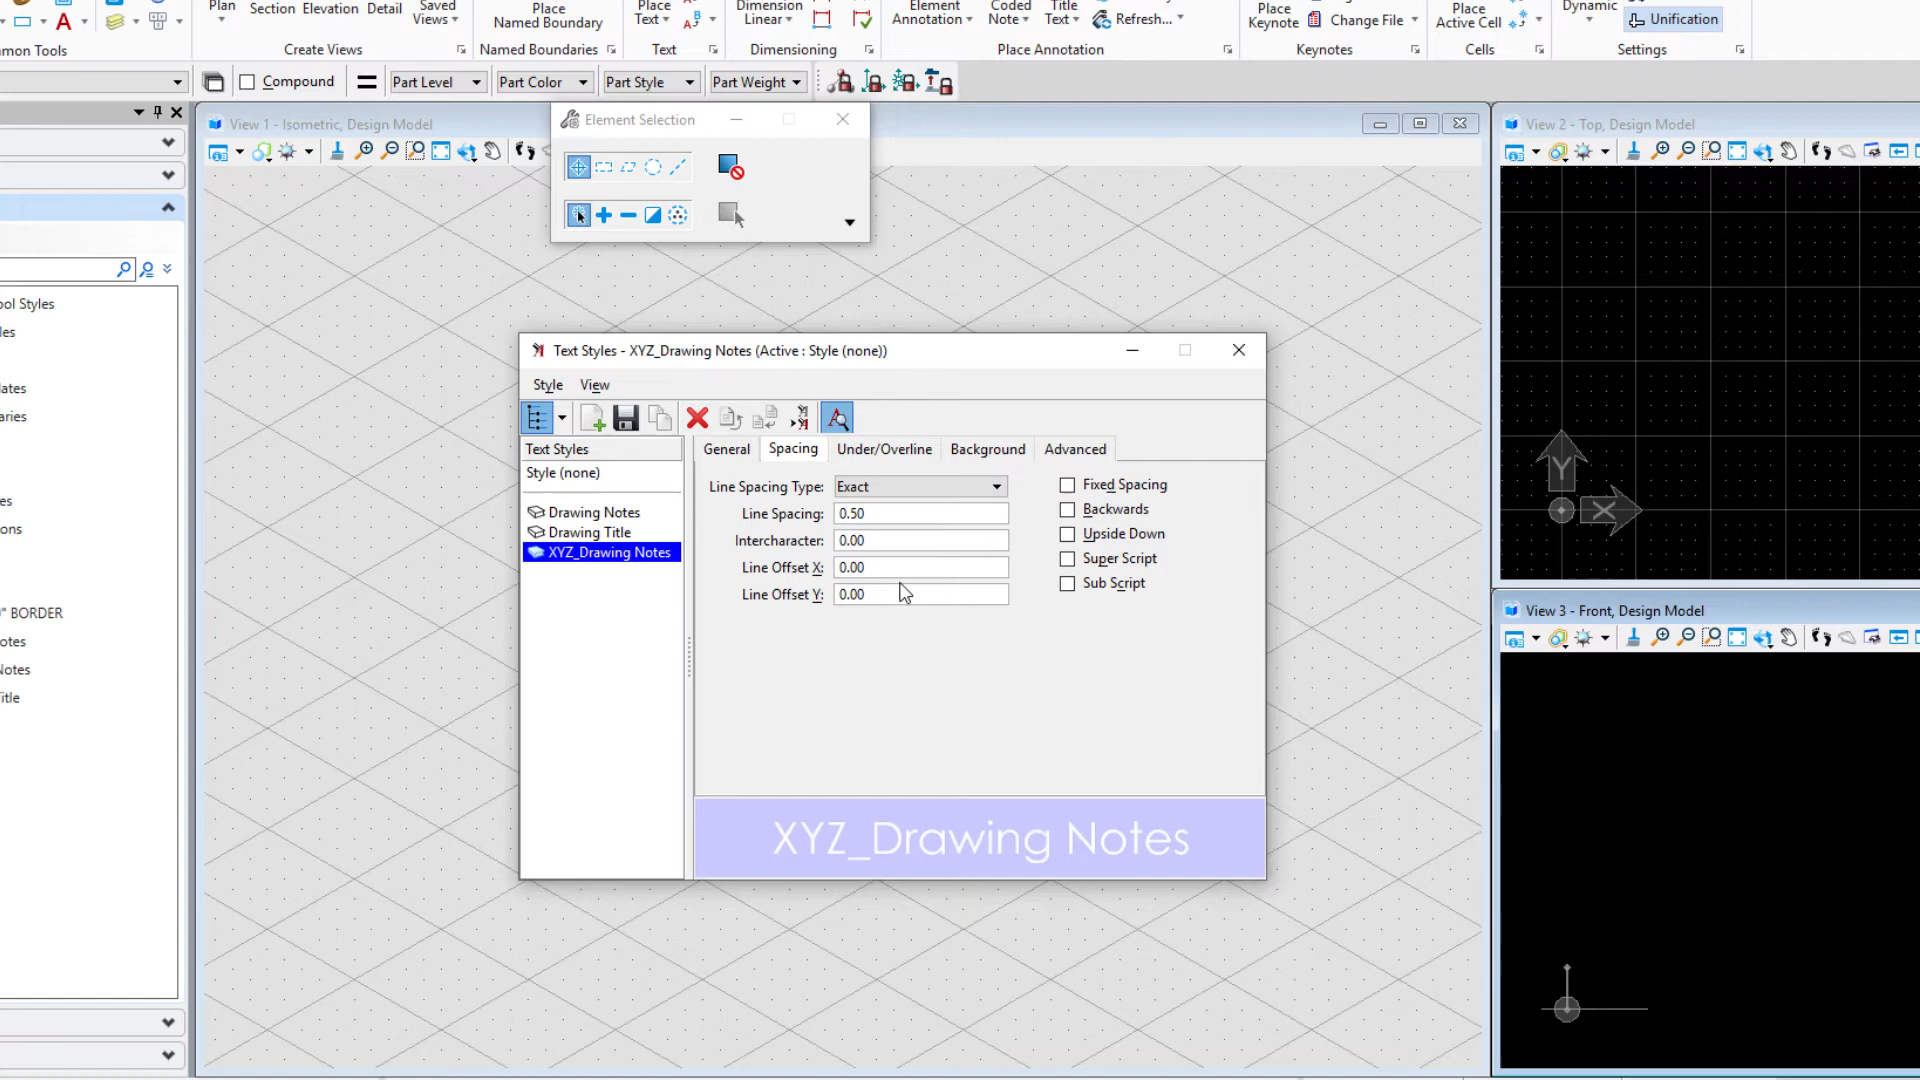 Plan
Section
Elevation
Detail
Saved
Views
Place
Named Boundary
Place
Text
Dimension
Linear
Element
Annotation
Coded
Note
Title
Text
Refresh...
Place
Keynote
Change File
Place
Active Cell
Dynamic
Unification
mmon Tools
Create Views
Named Boundaries
Text
Dimensioning
Place Annotation
Keynotes
Cells
Settings
Compound
Part Level
Part Color
Part Style
Part Weight
View 1 - Isometric, Design Model
Element Selection
View 2 - Top, Design Model
ool Styles
les
lates
aries
es
ons
0" BORDER
otes
Notes
Title
Text Styles - XYZ_Drawing Notes (Active : Style (none))
Style View
Text Styles
Style (none)
Drawing Notes
Drawing Title
XYZ_Drawing Notes
General Spacing Under/Overline Background Advanced
Line Spacing Type: Exact
Line Spacing: 0.50
Intercharacter: 0.00
Line Offset X: 0.00
Line Offset Y: 0.00
Fixed Spacing
Backwards
Upside Down
Super Script
Sub Script
XYZ_Drawing Notes
Y
X
View 3 - Front, Design Model